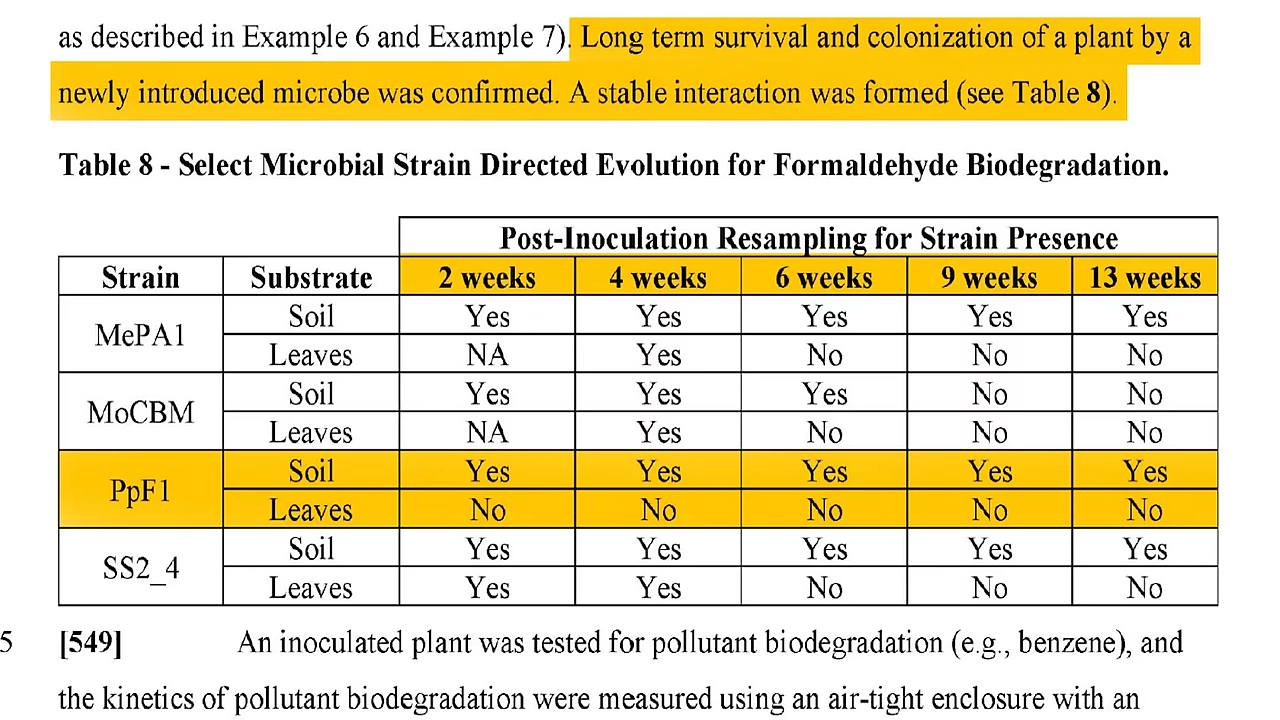 as described in Example 6 and Example 7). Long term survival and colonization of a plant by a
newly introduced microbe was confirmed. A stable interaction was formed (see Table 8).
Table 8 - Select Microbial Strain Directed Evolution for Formaldehyde Biodegradation.
Post-Inoculation Resampling for Strain Presence
Strain Substrate 2 weeks 4 weeks 6 weeks 9 weeks 13 weeks
MePA1 Soil Yes Yes Yes Yes Yes
Leaves NA Yes No No No
MoCBM Soil Yes Yes Yes No No
Leaves NA Yes No No No
PpF1 Soil Yes Yes Yes Yes Yes
Leaves No No No No No
SS2_4 Soil Yes Yes Yes Yes Yes
Leaves Yes Yes No No No
5 [549] An inoculated plant was tested for pollutant biodegradation (e.g., benzene), and
the kinetics of pollutant biodegradation were measured using an air-tight enclosure with an